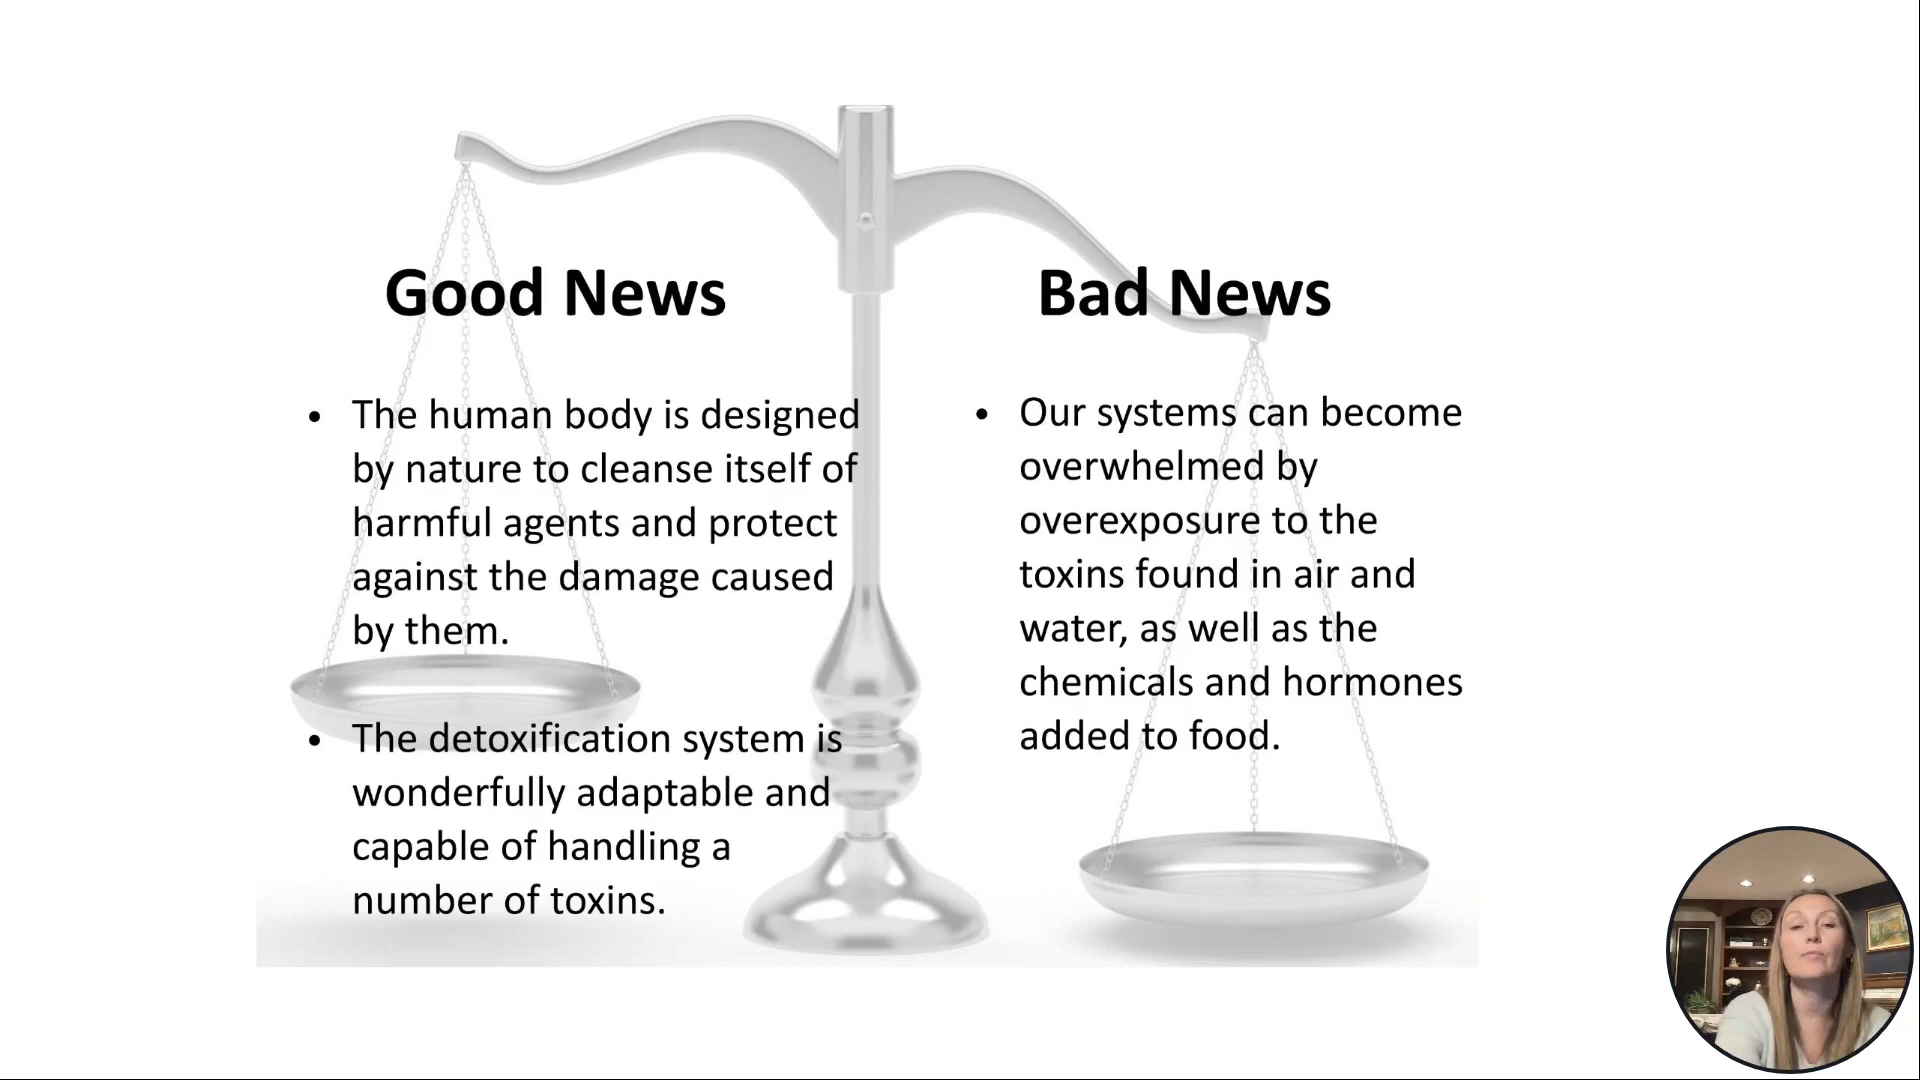 Good News
• The human body is designed
by nature to cleanse itself of
harmful agents and protect
against the damage caused
by them.
• The detoxification system is
wonderfully adaptable and
capable of handling a
number of toxins.
Bad News
• Our systems can become
overwhelmed by
overexposure to the
toxins found in air and
water, as well as the
chemicals and hormones
added to food.